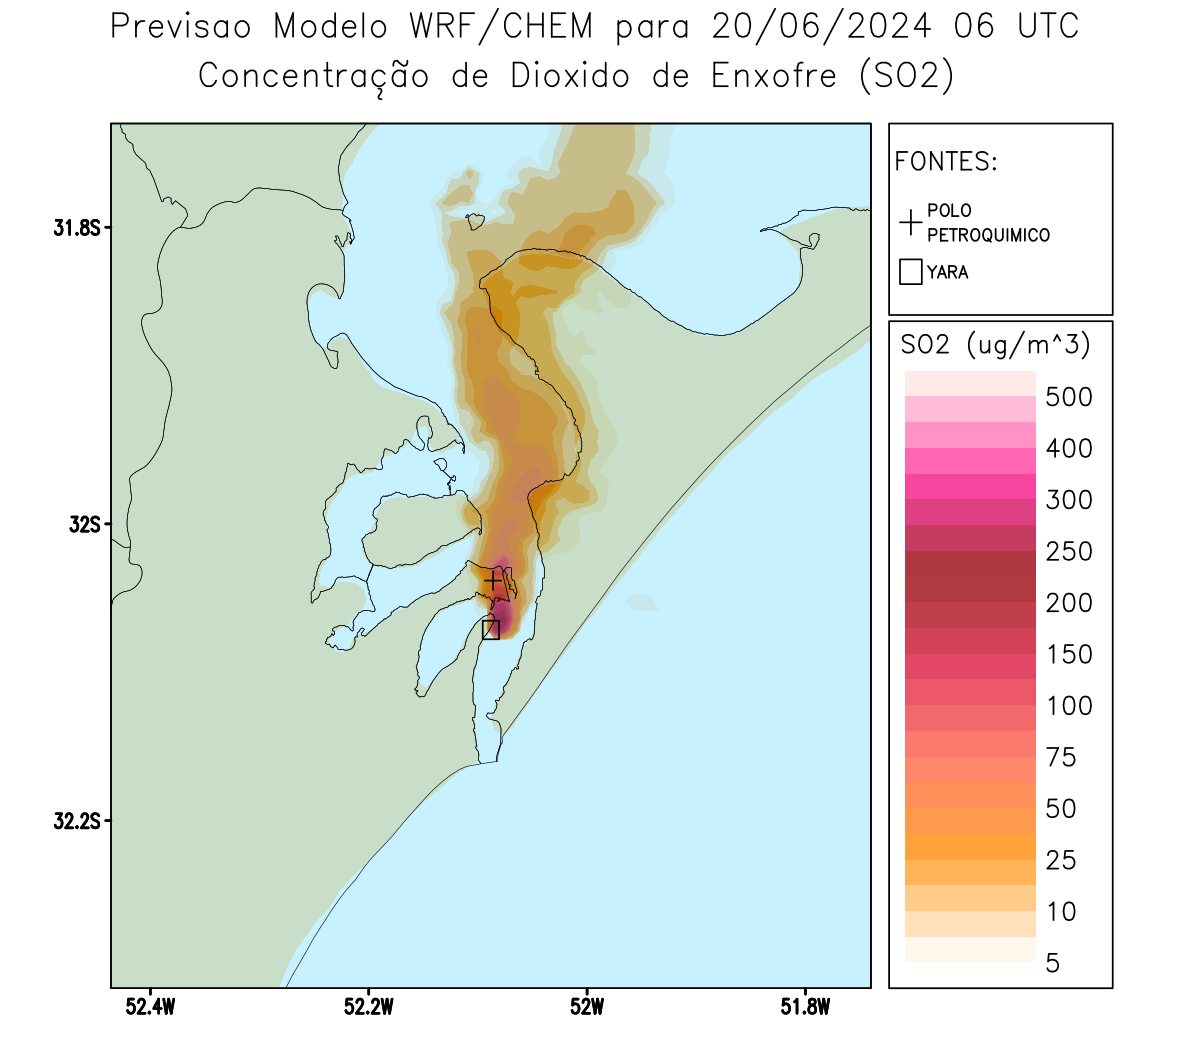 Previsao Modelo WRF/CHEM para 20/06/2024 06 UTC
Concentração de Dioxido de Enxofre (SO2)
FONTES:
POLO
PETROQUIMICO
YARA
SO2 (ug/m^3)
500
400
300
250
200
150
100
75
50
25
10
5
31.8S
32S
32.2S
52.4W
52.2W
52W
51.8W